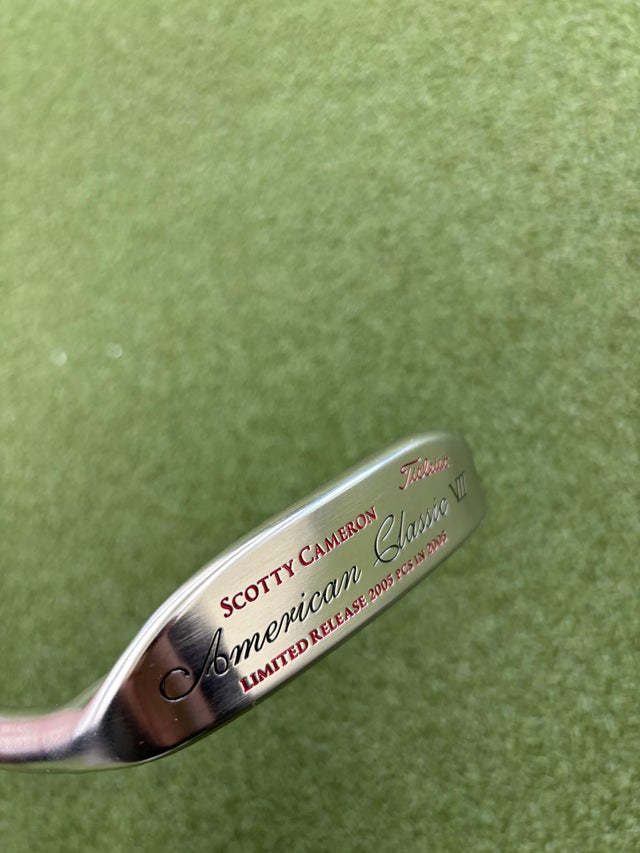 Titleist
SCOTTY CAMERON
American Classic VII
LIMITED RELEASE 2005 PCS IN 2005